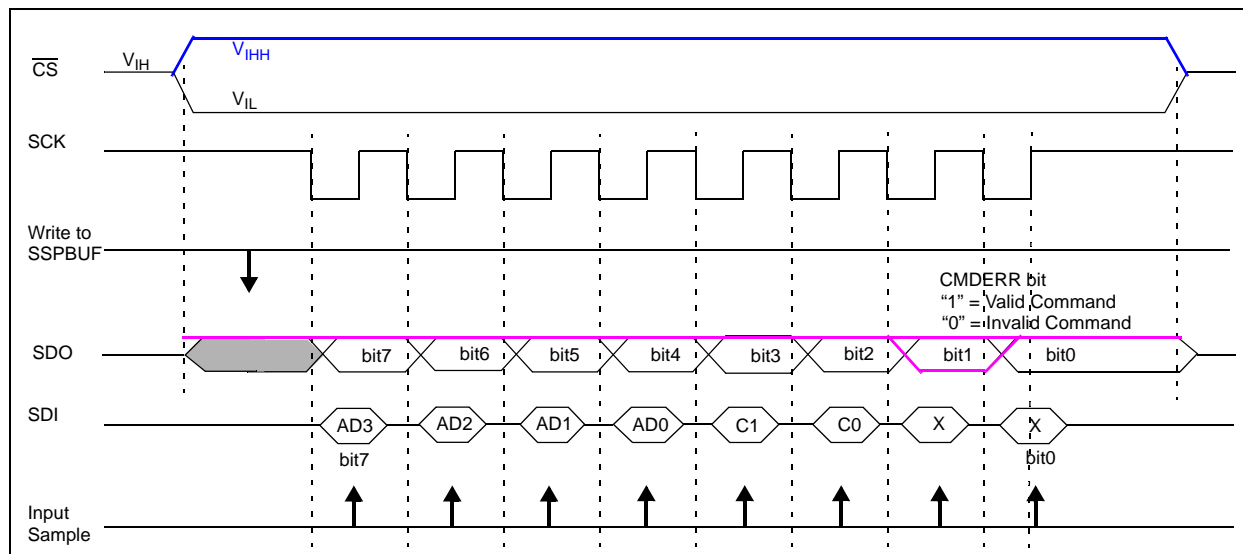 CS
VIH
VIHH
VIL
SCK
Write to
SSPBUF
CMDERR bit
“1” = Valid Command
“0” = Invalid Command
SDO
bit7 bit6 bit5 bit4 bit3 bit2 bit1 bit0
SDI
AD3 AD2 AD1 AD0 C1 C0 X X
bit7 bit0
Input
Sample